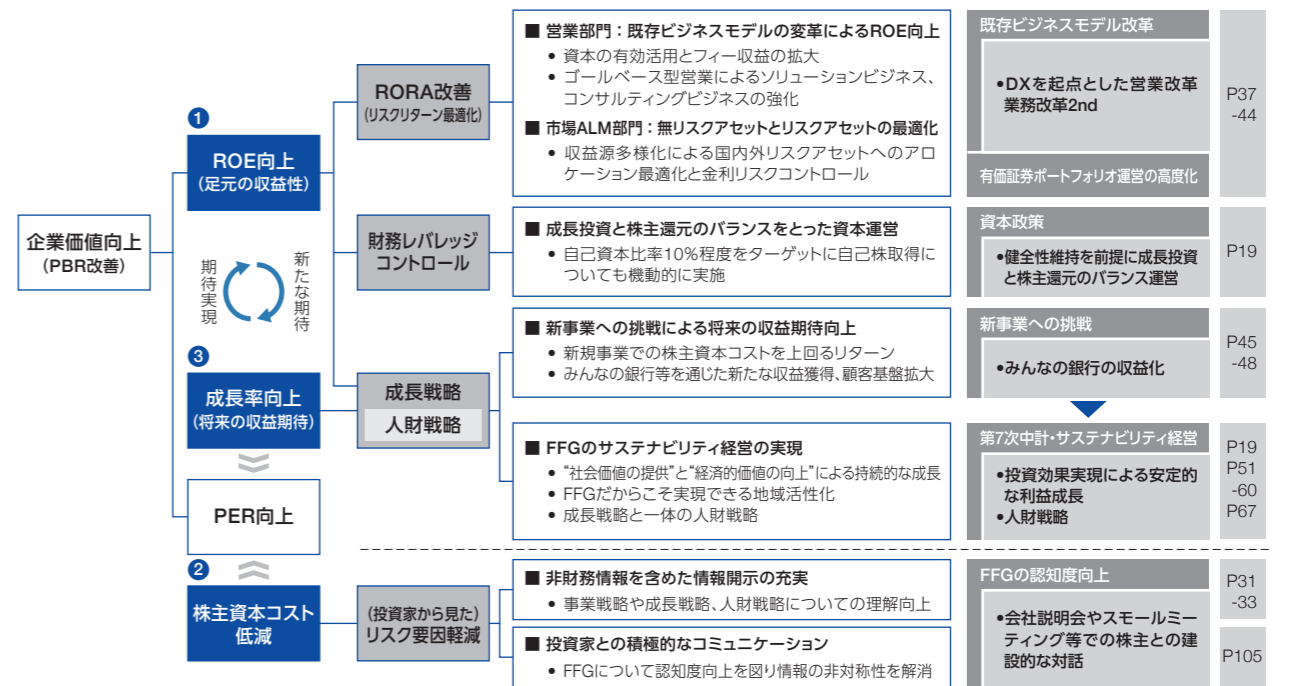 企業価値向上
（PBR改善）
❶
ROE向上
（足元の収益性）
期待実現
新たな期待
❸
成長率向上
（将来の収益期待）
PER向上
❷
株主資本コスト
低減
RORA改善
（リスクリターン最適化）
財務レバレッジ
コントロール
成長戦略
人財戦略
（投資家から見た）
リスク要因軽減
■ 営業部門：既存ビジネスモデルの変革によるROE向上
• 資本の有効活用とフィー収益の拡大
• ゴールベース型営業によるソリューションビジネス、
コンサルティングビジネスの強化
■ 市場ALM部門：無リスクアセットとリスクアセットの最適化
• 収益源多様化による国内外リスクアセットへのアロ
ケーション最適化と金利リスクコントロール
既存ビジネスモデル改革
•DXを起点とした営業改革
業務改革2nd
有価証券ポートフォリオ運営の高度化
P37
-44
■ 成長投資と株主還元のバランスをとった資本運営
• 自己資本比率10%程度をターゲットに自己株取得に
ついても機動的に実施
資本政策
•健全性維持を前提に成長投資
と株主還元のバランス運営
P19
■ 新事業への挑戦による将来の収益期待向上
• 新規事業での株主資本コストを上回るリターン
• みんなの銀行等を通じた新たな収益獲得、顧客基盤拡大
新事業への挑戦
•みんなの銀行の収益化
P45
-48
■ FFGのサステナビリティ経営の実現
• “社会価値の提供”と“経済的価値の向上”による持続的な成長
• FFGだからこそ実現できる地域活性化
• 成長戦略と一体の人財戦略
第7次中計・サステナビリティ経営
•投資効果実現による安定的
な利益成長
•人財戦略
P19
P51
-60
P67
■ 非財務情報を含めた情報開示の充実
• 事業戦略や成長戦略、人財戦略についての理解向上
■ 投資家との積極的なコミュニケーション
• FFGについて認知度向上を図り情報の非対称性を解消
FFGの認知度向上
•会社説明会やスモールミー
ティング等での株主との建
設的な対話
P31
-33
P105